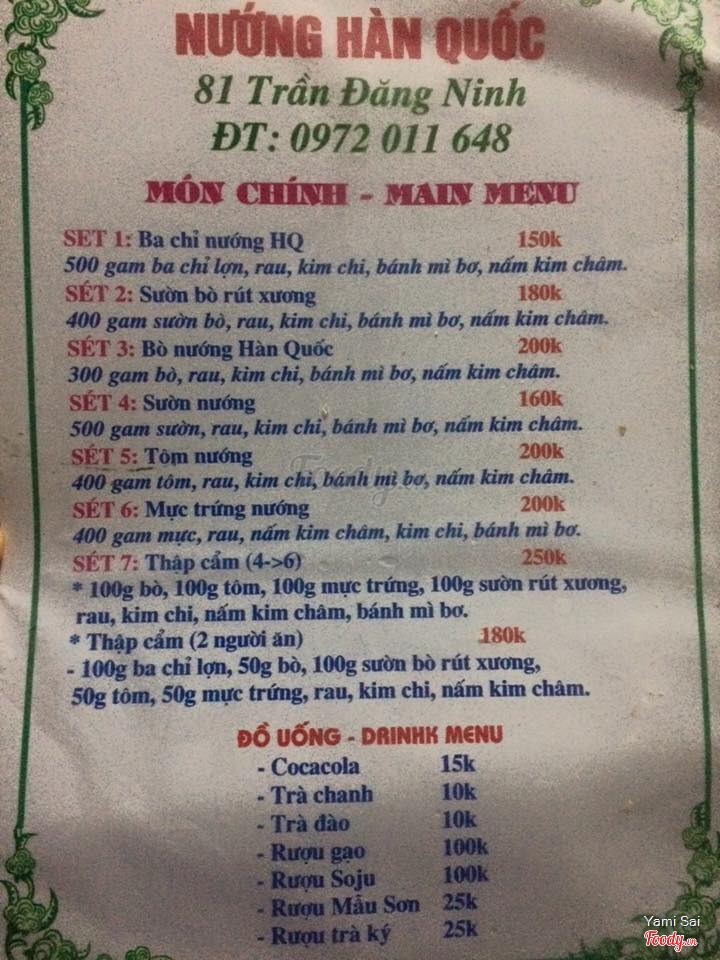 NƯỚNG HÀN QUỐC
81 Trần Đăng Ninh
ĐT: 0972 011 648
MÓN CHÍNH - MAIN MENU
SET 1: Ba chỉ nướng HQ 150k
500 gam ba chỉ lợn, rau, kim chi, bánh mì bơ, nấm kim châm.
SÉT 2: Sườn bò rút xương 180k
400 gam sườn bò, rau, kim chi, bánh mì bơ, nấm kim châm.
SÉT 3: Bò nướng Hàn Quốc 200k
300 gam bò, rau, kim chi, bánh mì bơ, nấm kim châm.
SÉT 4: Sườn nướng 160k
500 gam sườn, rau, kim chi, bánh mì bơ, nấm kim châm.
SÉT 5: Tôm nướng 200k
400 gam tôm, rau, kim chi, bánh mì bơ, nấm kim châm.
SÉT 6: Mực trứng nướng 200k
400 gam mực, rau, nấm kim châm, kim chi, bánh mì bơ.
SÉT 7: Thập cẩm (4->6) 250k
* 100g bò, 100g tôm, 100g mực trứng, 100g sườn rút xương,
rau, kim chi, nấm kim châm, bánh mì bơ.
* Thập cẩm (2 người ăn) 180k
- 100g ba chỉ lợn, 50g bò, 100g sườn bò rút xương,
50g tôm, 50g mực trứng, rau, kim chi, nấm kim châm.
ĐỒ UỐNG - DRINHK MENU
- Cocacola 15k
- Trà chanh 10k
- Trà đào 10k
- Rượu gạo 100k
- Rượu Soju 100k
- Rượu Mẫu Sơn 25k
- Rượu trà ký 25k
Yami Sai
Foody.vn